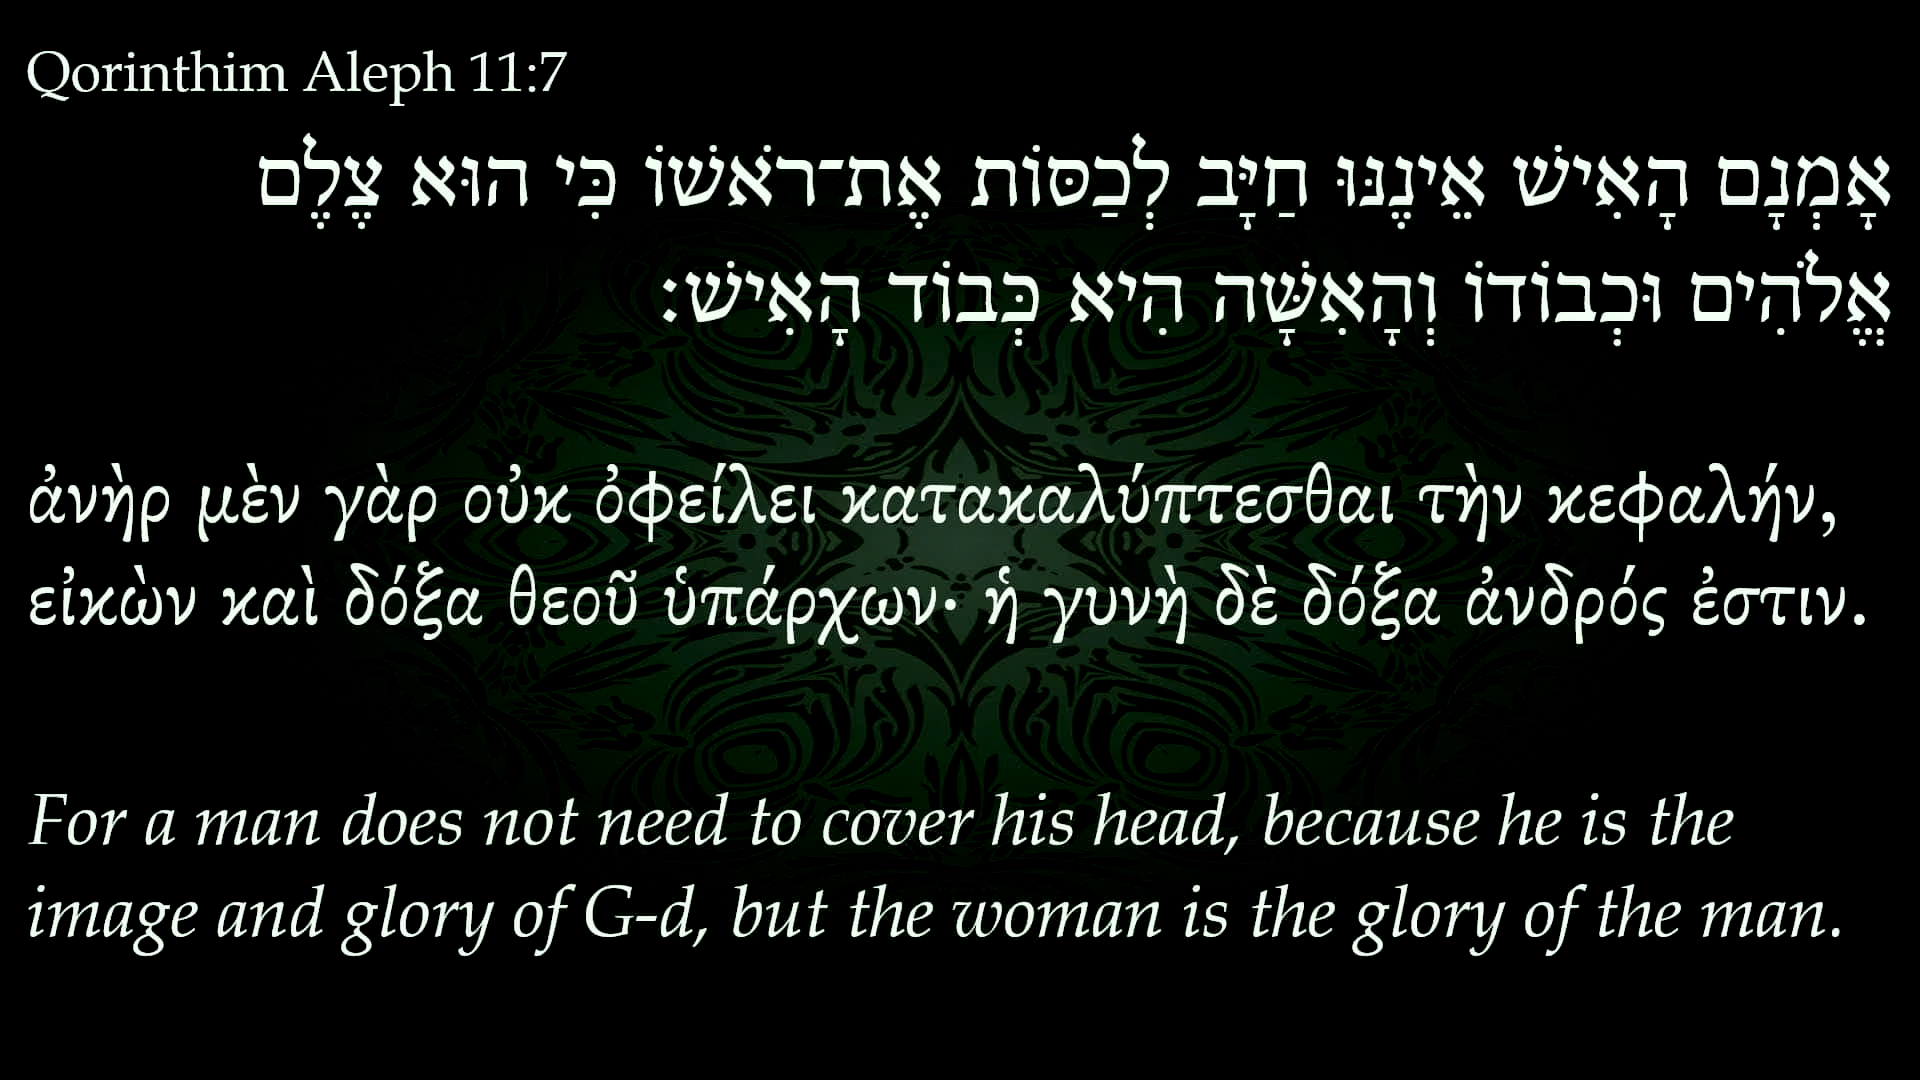 Qorinthim Aleph 11:7
אָמְנָם הָאִישׁ אֵינֶנּוּ חַיָּב לְכַסּוֹת אֶת־רֹאשׁוֹ כִּי הוּא צֶלֶם
אֱלֹהִים וּכְבוֹדוֹ וְהָאִשָּׁה הִיא כְּבוֹד הָאִישׁ׃
ἀνὴρ μὲν γὰρ οὐκ ὀφείλει κατακαλύπτεσθαι τὴν κεφαλήν,
εἰκὼν καὶ δόξα θεοῦ ὑπάρχων· ἡ γυνὴ δὲ δόξα ἀνδρός ἐστιν.
For a man does not need to cover his head, because he is the
image and glory of G-d, but the woman is the glory of the man.